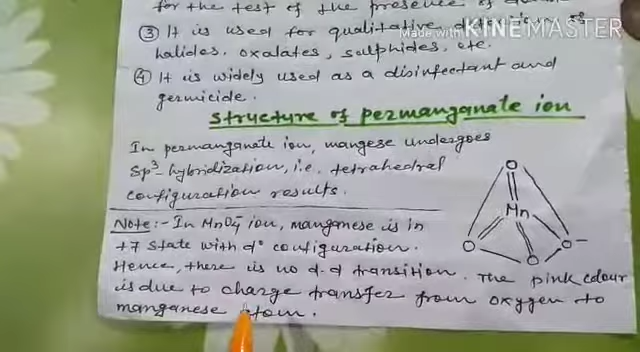 for the test of the presence of
③ It is used for qualitative detection of
halides, oxalates, sulphides, etc.
④ It is widely used as a disinfectant and
germicide.
Structure of permanganate ion
In permanganate ion, mangese undergoes
Sp³-hybridization, i.e. tetrahedral
configuration results.
Note:- In MnO₄⁻ ion, manganese is in
+7 state with d° configuration.
Hence, there is no d-d transition. The pink colour
is due to charge transfer from oxygen to
manganese atom.
O
Mn
O O O−
Made with KINEMASTER